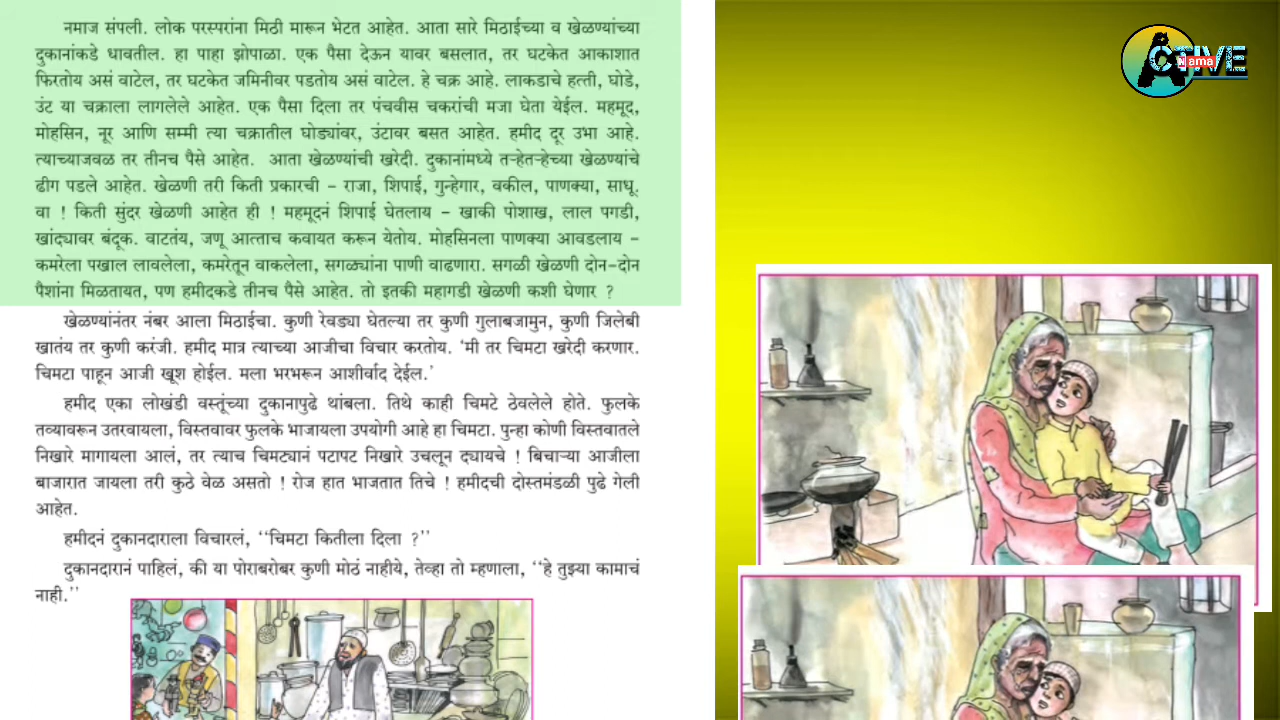 नमाज संपली. लोक परस्परांना मिठी मारून भेटत आहेत. आता सारे मिठाईच्या व खेळण्यांच्या
दुकानांकडे धावतील. हा पाहा झोपाळा. एक पैसा देऊन यावर बसलात, तर घटकेत आकाशात
फिरतोय असं वाटेल, तर घटकेत जमिनीवर पडतोय असं वाटेल. हे चक्र आहे. लाकडाचे हत्ती, घोडे,
उंट या चक्राला लागलेले आहेत. एक पैसा दिला तर पंचवीस चकरांची मजा घेता येईल. महमूद,
मोहसिन, नूर आणि सम्मी त्या चक्रातील घोड्यांवर, उंटावर बसत आहेत. हमीद दूर उभा आहे.
त्याच्याजवळ तर तीनच पैसे आहेत. आता खेळण्यांची खरेदी. दुकानांमध्ये तऱ्हेतऱ्हेच्या खेळण्यांचे
ढीग पडले आहेत. खेळणी तरी किती प्रकारची - राजा, शिपाई, गुन्हेगार, वकील, पाणक्या, साधू.
वा ! किती सुंदर खेळणी आहेत ही ! महमूदनं शिपाई घेतलाय - खाकी पोशाख, लाल पगडी,
खांद्यावर बंदूक. वाटतंय, जणू आत्ताच कवायत करून येतोय. मोहसिनला पाणक्या आवडलाय -
कमरेला पखाल लावलेला, कमरेतून वाकलेला, सगळ्यांना पाणी वाढणारा. सगळी खेळणी दोन-दोन
पैशांना मिळतायत, पण हमीदकडे तीनच पैसे आहेत. तो इतकी महागडी खेळणी कशी घेणार ?
खेळण्यांनंतर नंबर आला मिठाईचा. कुणी रेवड्या घेतल्या तर कुणी गुलाबजामुन, कुणी जिलेबी
खातंय तर कुणी करंजी. हमीद मात्र त्याच्या आजीचा विचार करतोय. ‘मी तर चिमटा खरेदी करणार.
चिमटा पाहून आजी खूश होईल. मला भरभरून आशीर्वाद देईल.’
हमीद एका लोखंडी वस्तूंच्या दुकानापुढे थांबला. तिथे काही चिमटे ठेवलेले होते. फुलके
तव्यावरून उतरवायला, विस्तवावर फुलके भाजायला उपयोगी आहे हा चिमटा. पुन्हा कोणी विस्तवातले
निखारे मागायला आलं, तर त्याच चिमट्यानं पटापट निखारे उचलून द्यायचे ! बिचाऱ्या आजीला
बाजारात जायला तरी कुठे वेळ असतो ! रोज हात भाजतात तिचे ! हमीदची दोस्तमंडळी पुढे गेली
आहेत.
हमीदनं दुकानदाराला विचारलं, ‘‘चिमटा कितीला दिला ?’’
दुकानदारानं पाहिलं, की या पोराबरोबर कुणी मोठं नाहीये, तेव्हा तो म्हणाला, ‘‘हे तुझ्या कामाचं
नाही.’’
ACTIVE
Nama